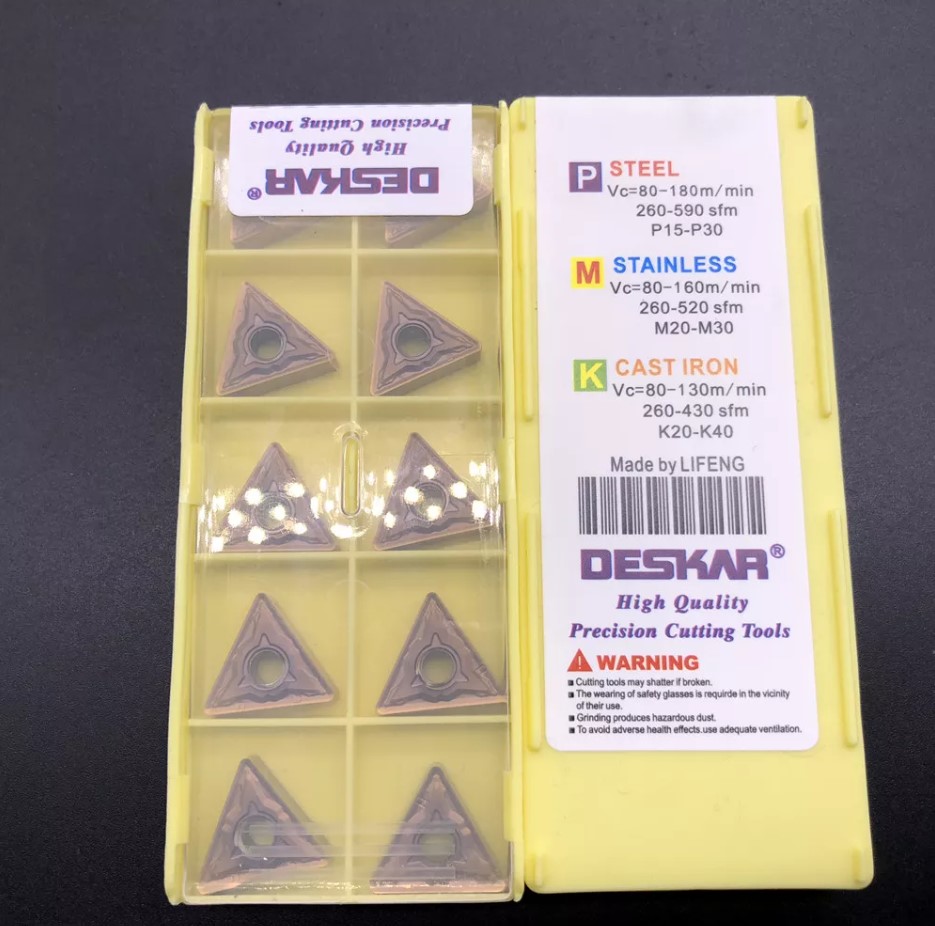 DESKAR®
High Quality
Precision Cutting Tools
P STEEL
Vc=80-180m/min
260-590 sfm
P15-P30
M STAINLESS
Vc=80-160m/min
260-520 sfm
M20-M30
K CAST IRON
Vc=80-130m/min
260-430 sfm
K20-K40
Made by LIFENG
DESKAR®
High Quality
Precision Cutting Tools
WARNING
Cutting tools may shatter if broken.
The wearing of safety glasses is requirde in the vicinity
of their use.
Grinding produces hazardous dust.
To avoid adverse health effects.use adequate ventilation.